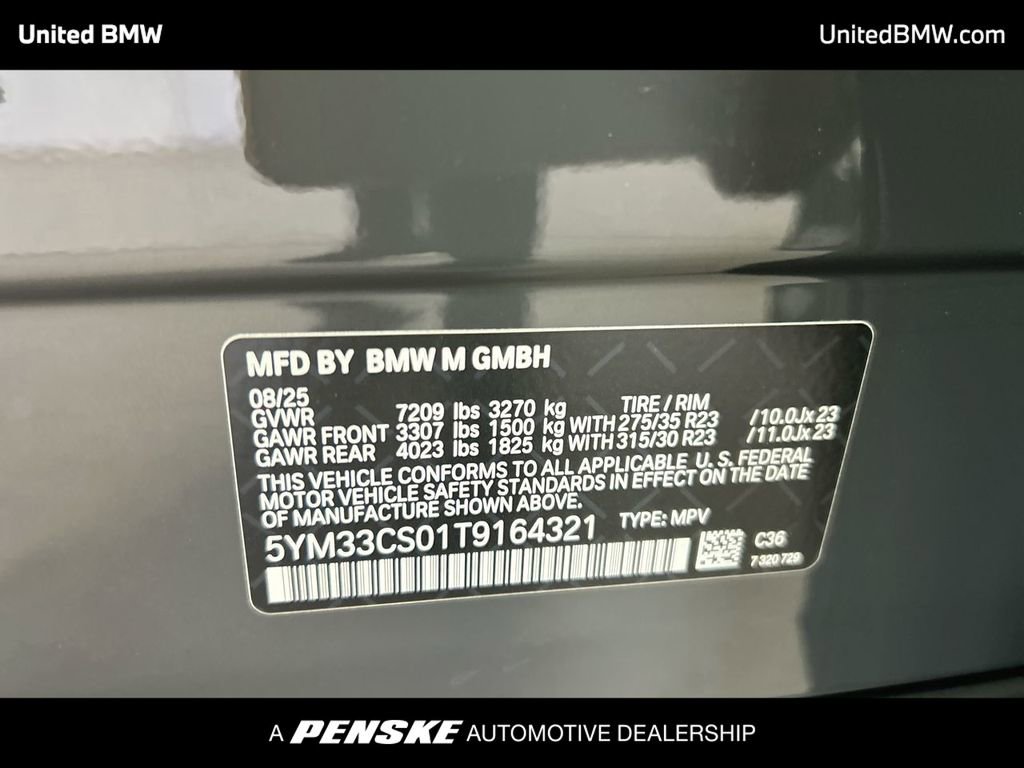 United BMW
UnitedBMW.com
MFD BY BMW M GMBH
08/25
GVWR 7209 lbs 3270 kg TIRE / RIM
GAWR FRONT 3307 lbs 1500 kg WITH 275/35 R23 /10.0Jx23
GAWR REAR 4023 lbs 1825 kg WITH 315/30 R23 /11.0Jx23
THIS VEHICLE CONFORMS TO ALL APPLICABLE U. S. FEDERAL
MOTOR VEHICLE SAFETY STANDARDS IN EFFECT ON THE DATE
OF MANUFACTURE SHOWN ABOVE.
5YM33CS01T9164321 TYPE: MPV
C36
7 320 729
A PENSKE AUTOMOTIVE DEALERSHIP